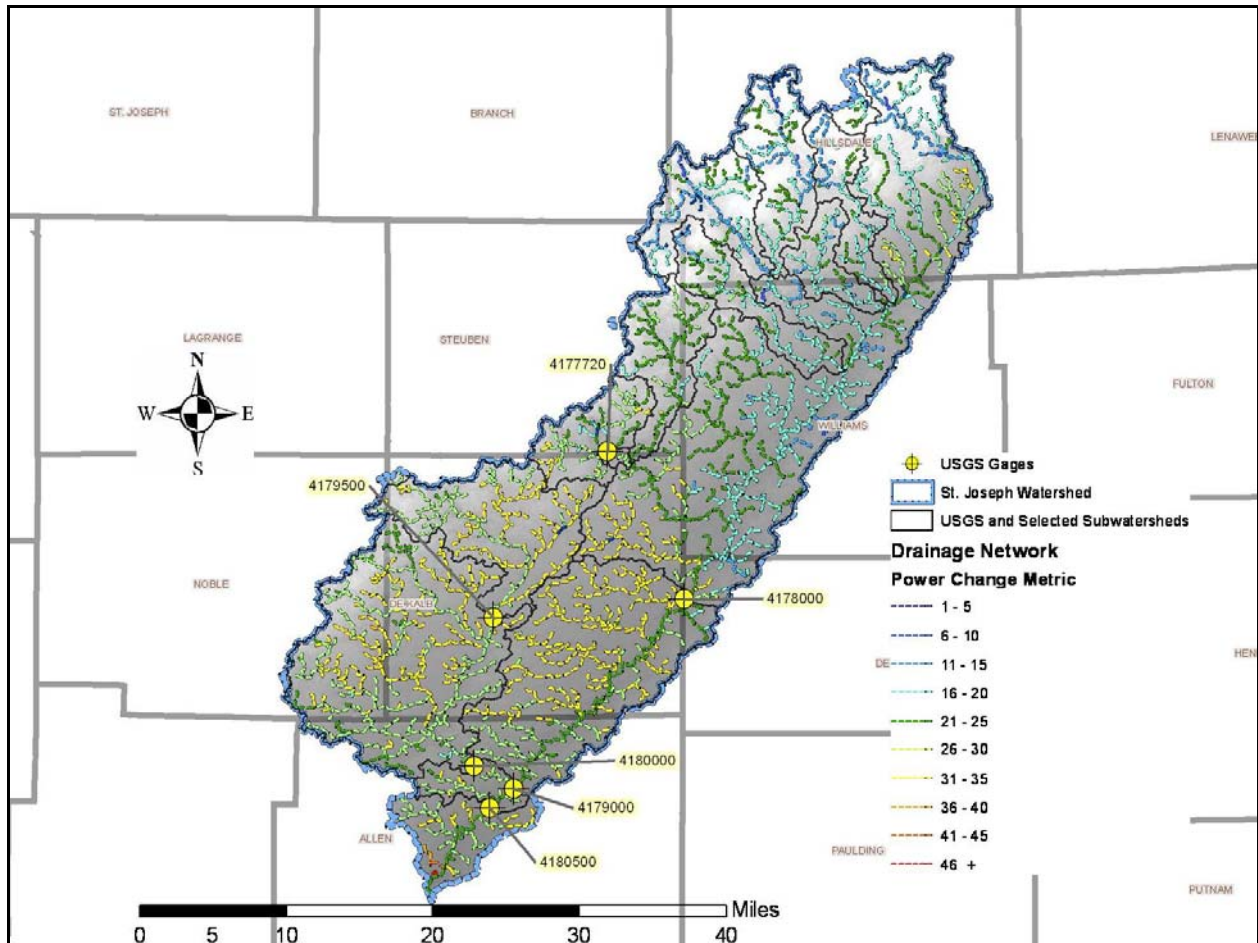 ST. JOSEPH
BRANCH
HILLSDALE
LENAWE
LAGRANGE
STEUBEN
N
W E
S
4177720
FULTON
WILLIAMS
4179500
USGS Gages
St. Joseph Watershed
USGS and Selected Subwatersheds
Drainage Network
Power Change Metric
1 - 5
6 - 10
11 - 15
16 - 20
21 - 25
26 - 30
31 - 35
36 - 40
41 - 45
46 +
NOBLE
DE KALB
4178000
DE
HEN
4180000
4179000
ALLEN
4180500
PAULDING
PUTNAM
Miles
0 5 10 20 30 40